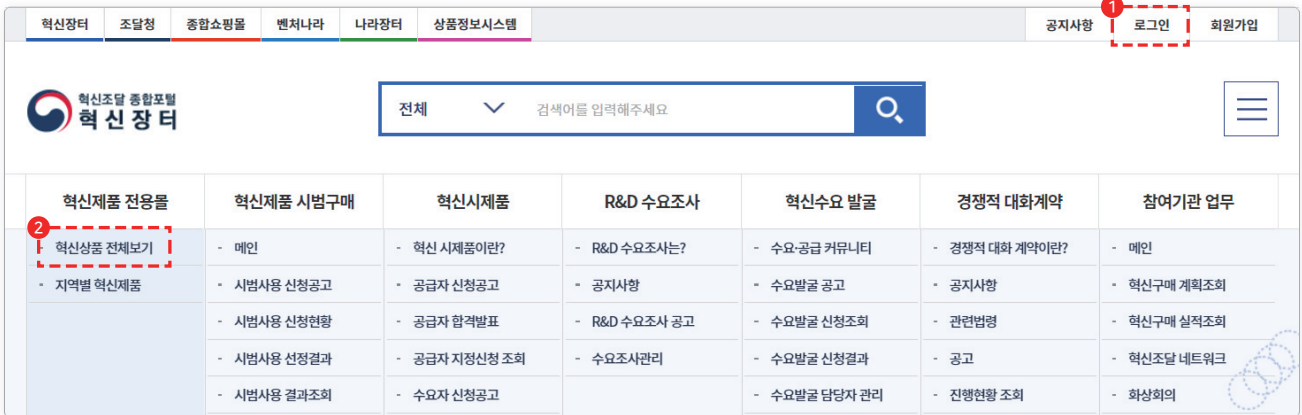 혁신장터 조달청 종합쇼핑몰 벤처나라 나라장터 상품정보시스템 공지사항 1 로그인 회원가입
혁신조달 종합포털
혁신장터
전체 검색어를 입력해주세요
혁신제품 전용몰 혁신제품 시범구매 혁신시제품 R&D 수요조사 혁신수요 발굴 경쟁적 대화계약 참여기관 업무
2
- 혁신상품 전체보기 - 메인 - 혁신 시제품이란? - R&D 수요조사는? - 수요·공급 커뮤니티 - 경쟁적 대화 계약이란? - 메인
- 지역별 혁신제품 - 시범사용 신청공고 - 공급자 신청공고 - 공지사항 - 수요발굴 공고 - 공지사항 - 혁신구매 계획조회
- 시범사용 신청현황 - 공급자 합격발표 - R&D 수요조사 공고 - 수요발굴 신청조회 - 관련법령 - 혁신구매 실적조회
- 시범사용 선정결과 - 공급자 지정신청 조회 - 수요조사관리 - 수요발굴 신청결과 - 공고 - 혁신조달 네트워크
- 시범사용 결과조회 - 수요자 신청공고 - 수요발굴 담당자 관리 - 진행현황 조회 - 화상회의